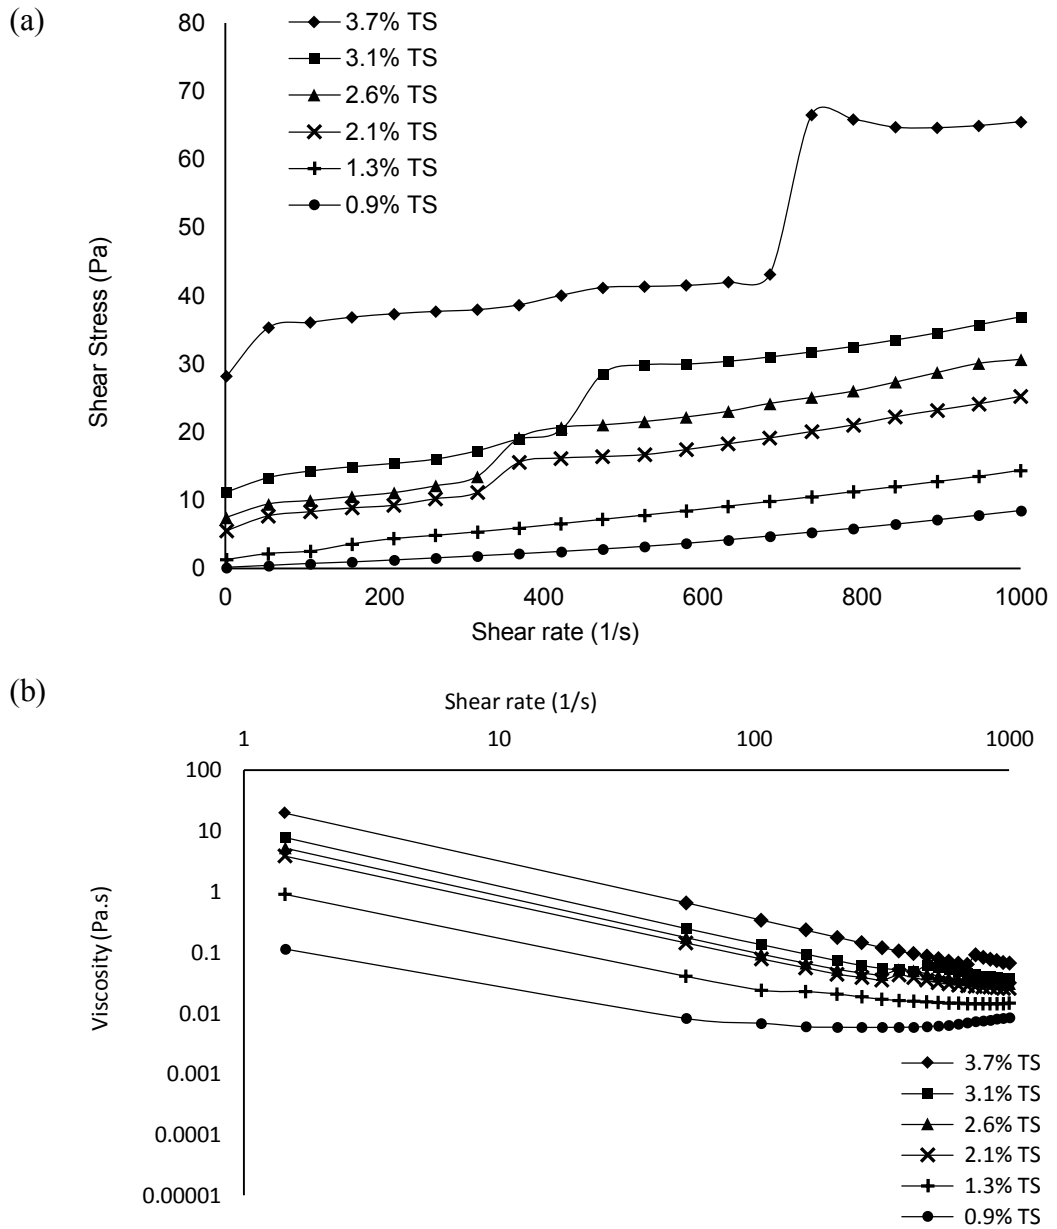 (a)
80
70
60
50
40
30
20
10
0
Shear Stress (Pa)
3.7% TS
3.1% TS
2.6% TS
2.1% TS
1.3% TS
0.9% TS
0 200 400 600 800 1000
Shear rate (1/s)
(b)
Shear rate (1/s)
1 10 100 1000
100
10
1
0.1
0.01
0.001
0.0001
0.00001
Viscosity (Pa.s)
3.7% TS
3.1% TS
2.6% TS
2.1% TS
1.3% TS
0.9% TS